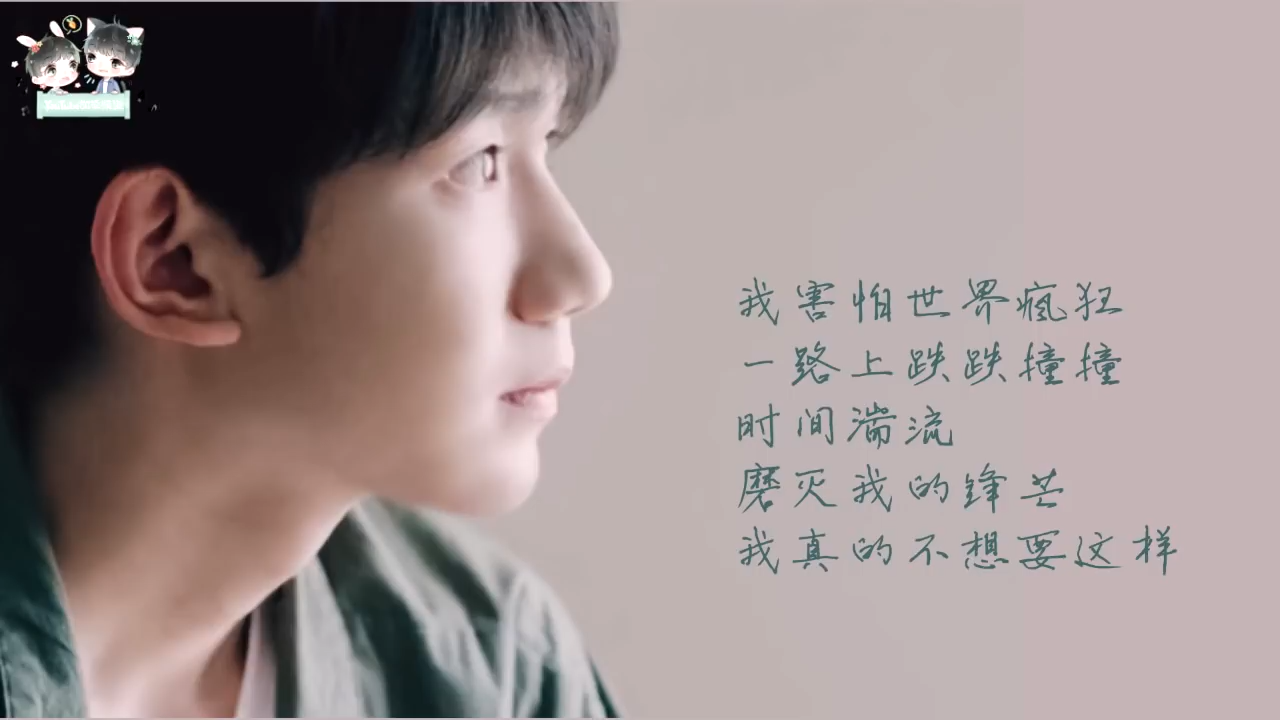 我害怕世界瘋狂
一路上跌跌撞撞
时间湍流
磨灭我的锋芒
我真的不想要这样